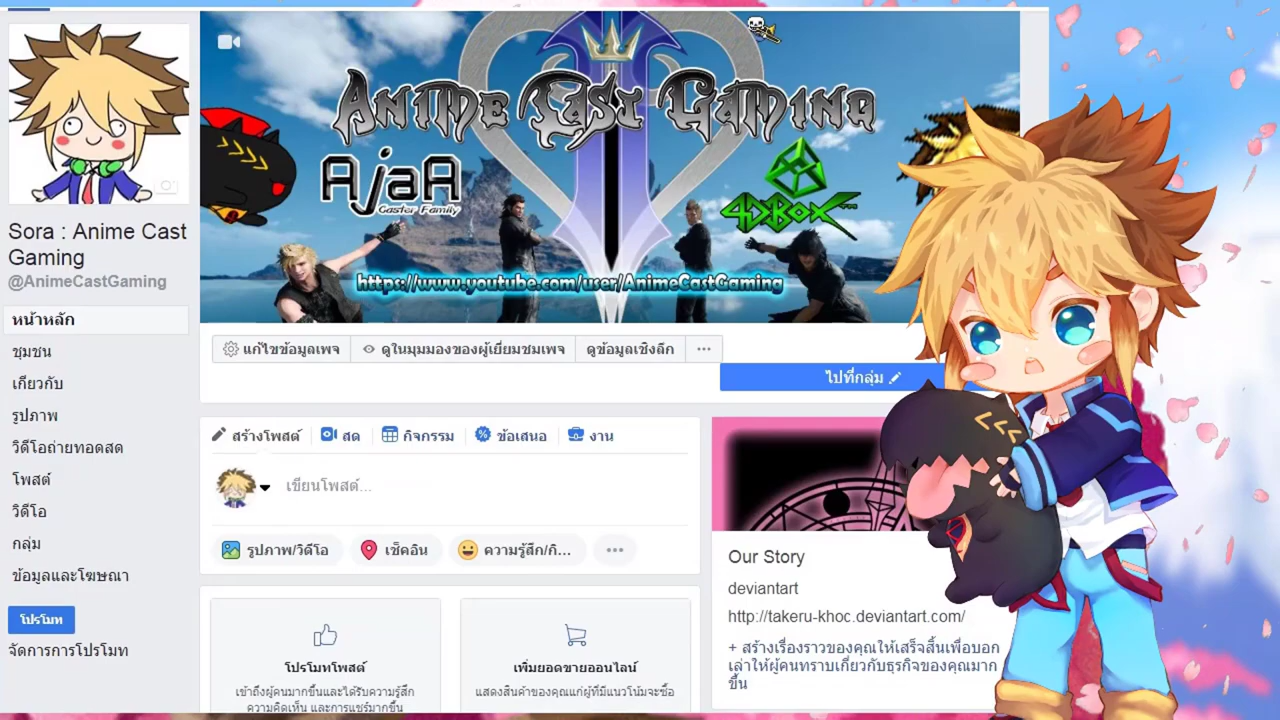 Sora : Anime Cast
Gaming
@AnimeCastGaming
หน้าหลัก
ชุมชน
เกี่ยวกับ
รูปภาพ
วิดีโอถ่ายทอดสด
โพสต์
วิดีโอ
กลุ่ม
ข้อมูลและโฆษณา
โปรโมท
จัดการการโปรโมท
Anime Cast Gaming
AjaA
Caster Family
4DBOX
https://www.youtube.com/user/AnimeCastGaming
แก้ไขข้อมูลเพจ
ดูในมุมมองของผู้เยี่ยมชมเพจ
ดูข้อมูลเชิงลึก
ไปที่กลุ่ม
สร้างโพสต์
สด
กิจกรรม
ข้อเสนอ
งาน
เขียนโพสต์...
รูปภาพ/วิดีโอ
เช็คอิน
ความรู้สึก/กิ...
โปรโมทโพสต์
เข้าถึงผู้คนมากขึ้นและได้รับความรู้สึก
ความคิดเห็น และการแชร์มากขึ้น
เพิ่มยอดขายออนไลน์
แสดงสินค้าของคุณแก่ผู้ที่มีแนวโน้มจะซื้อ
Our Story
deviantart
http://takeru-khoc.deviantart.com/
+ สร้างเรื่องราวของคุณให้เสร็จสิ้นเพื่อบอก
เล่าให้ผู้คนทราบเกี่ยวกับธุรกิจของคุณมาก
ขึ้น